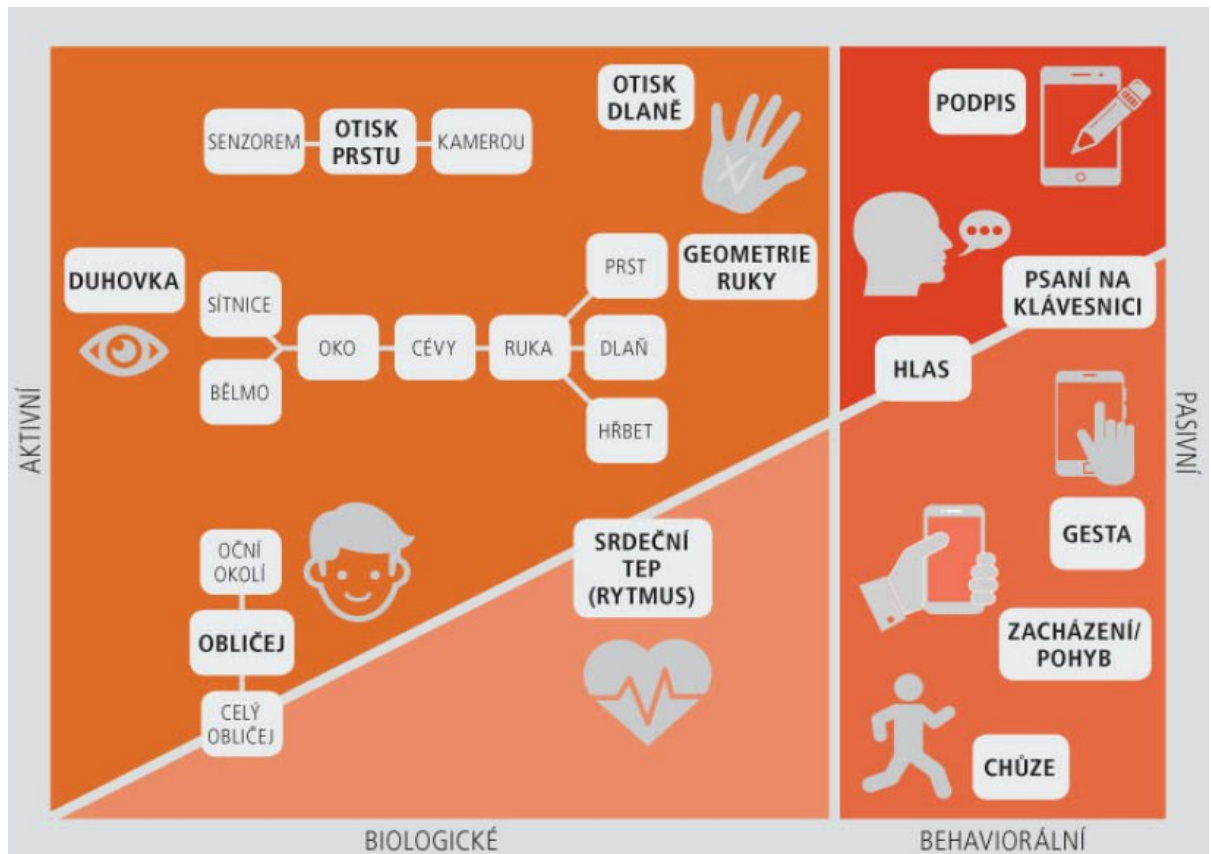 OTISK
DLANĚ
PODPIS
SENZOREM
OTISK
PRSTU
KAMEROU
DUHOVKA
SÍTNICE
BĚLMO
OKO
CÉVY
RUKA
PRST
DLAŇ
HŘBET
GEOMETRIE
RUKY
PSANÍ NA
KLÁVESNICI
HLAS
AKTIVNÍ
PASIVNÍ
OČNÍ
OKOLÍ
OBLIČEJ
CELÝ
OBLIČEJ
SRDEČNÍ
TEP
(RYTMUS)
GESTA
ZACHÁZENÍ/
POHYB
CHŮZE
BIOLOGICKÉ
BEHAVIORÁLNÍ